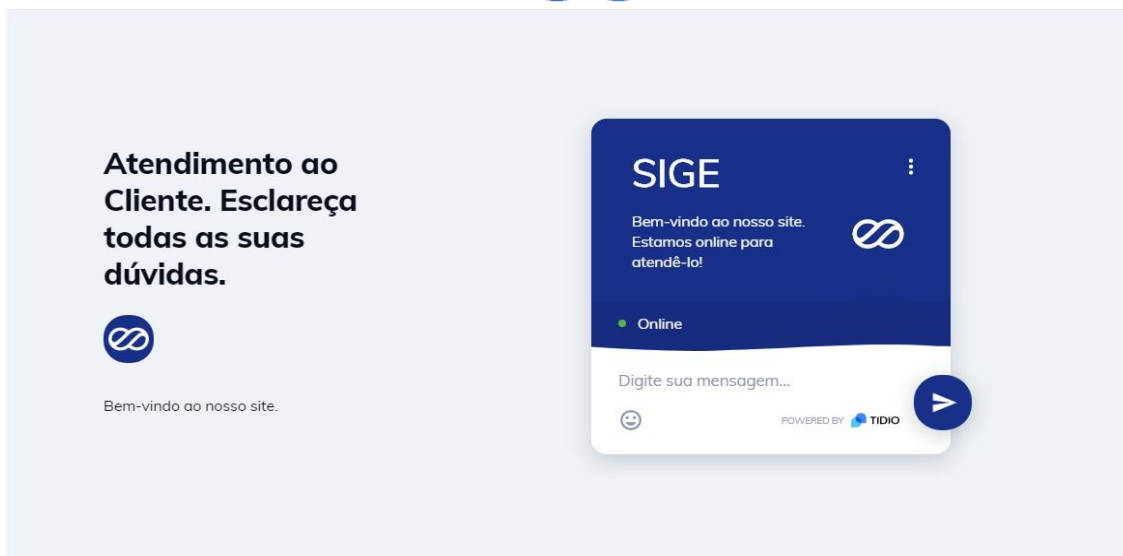 Atendimento ao
Cliente. Esclareça
todas as suas
dúvidas.
Bem-vindo ao nosso site.
SIGE
Bem-vindo ao nosso site.
Estamos online para
atendê-lo!
Online
Digite sua mensagem...
POWERED BY TIDIO